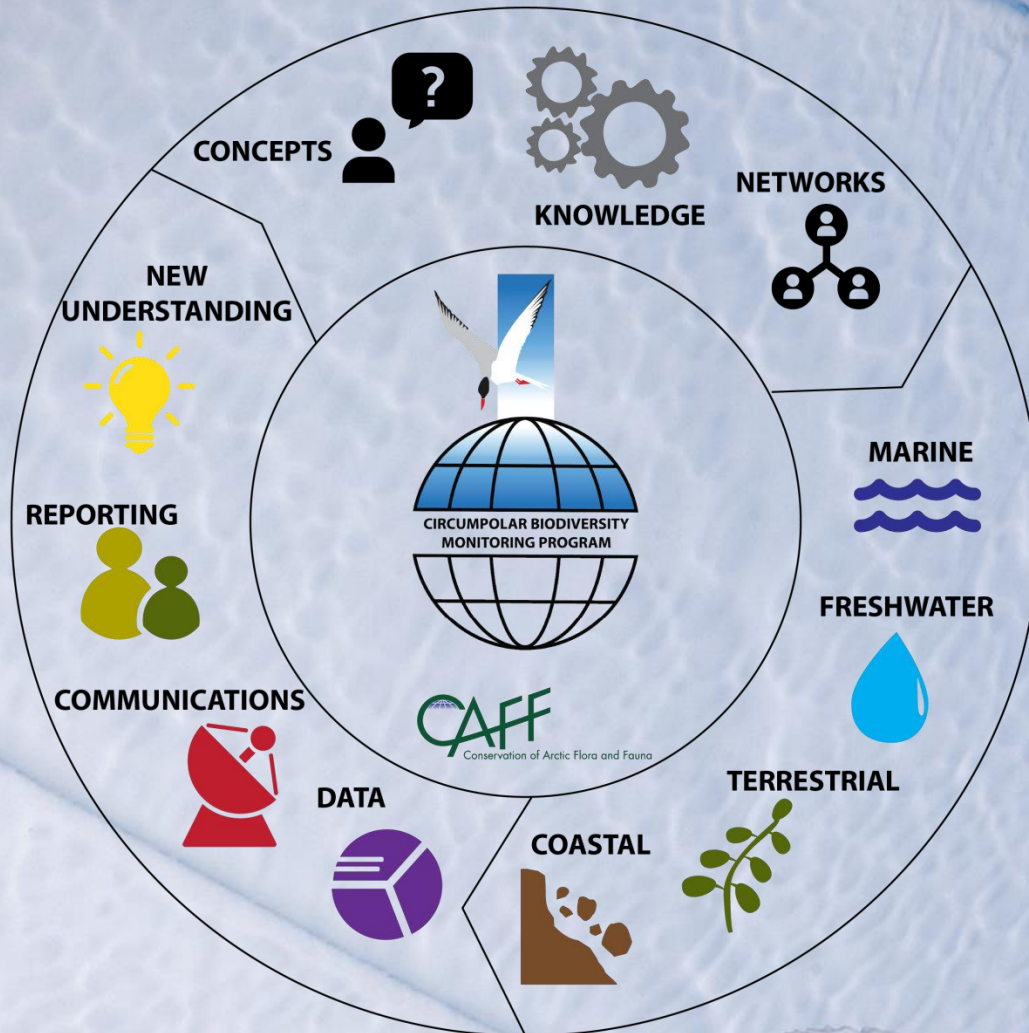 CONCEPTS
?
KNOWLEDGE
NETWORKS
MARINE
FRESHWATER
TERRESTRIAL
COASTAL
DATA
COMMUNICATIONS
REPORTING
NEW
UNDERSTANDING
CIRCUMPOLAR BIODIVERSITY
MONITORING PROGRAM
CAFF
Conservation of Arctic Flora and Fauna